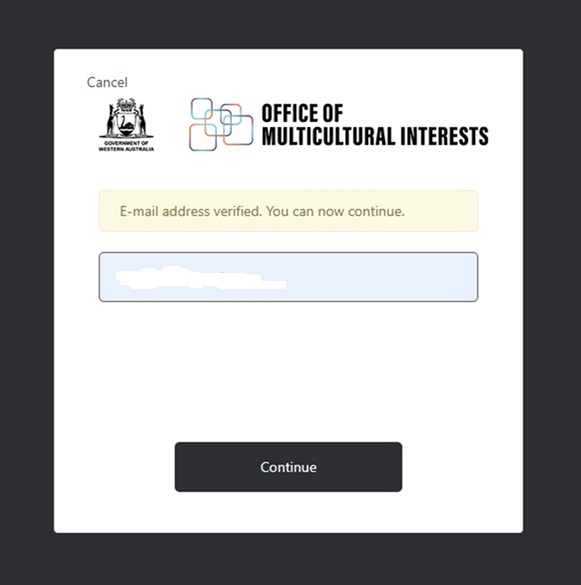 Cancel
GOVERNMENT OF
WESTERN AUSTRALIA
OFFICE OF
MULTICULTURAL INTERESTS
E-mail address verified. You can now continue.
Continue